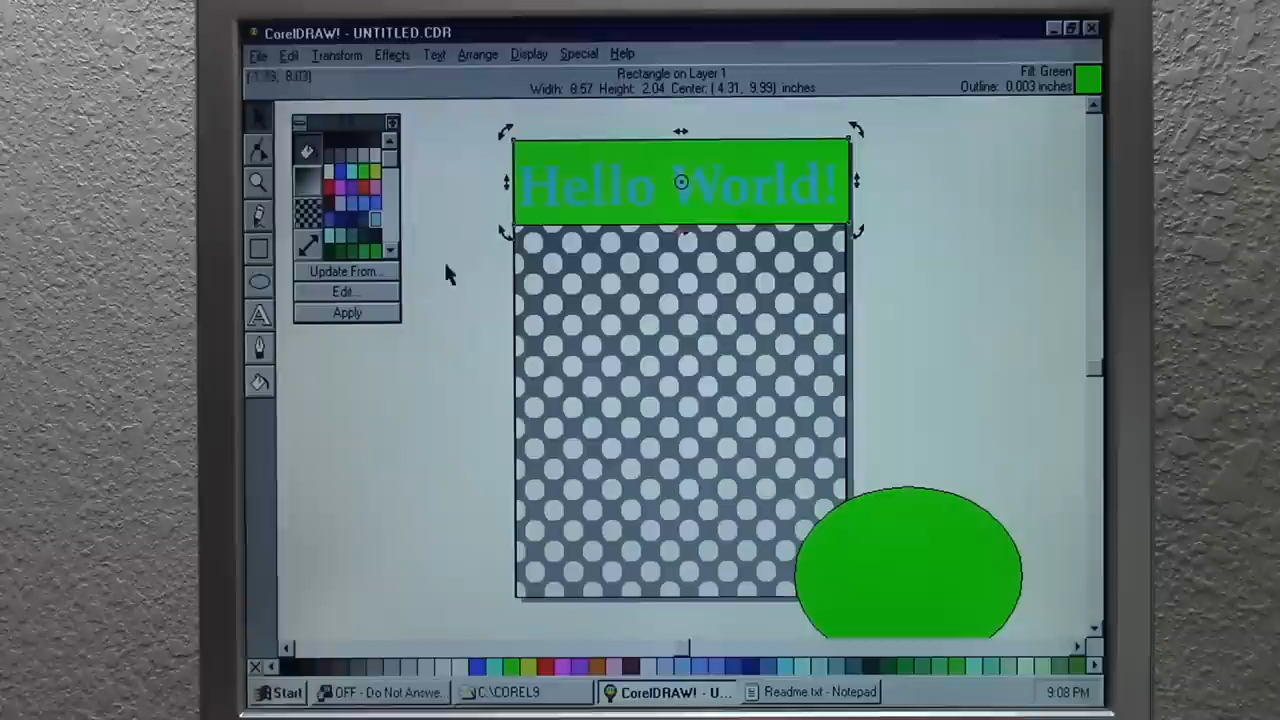 CorelDRAW! - UNTITLED.CDR
File Edit Transform Effects Text Arrange Display Special Help
Rectangle on Layer 1
Fill: Green
Width: 8.57 Height: 2.04 Center: ( 4.31, 9.99) inches
Outline: 0.003 inches
Hello World!
Update From...
Edit...
Apply
A
Start
OFF - Do Not Answe...
C:\COREL9
CorelDRAW! - U...
Readme.txt - Notepad
9:08 PM